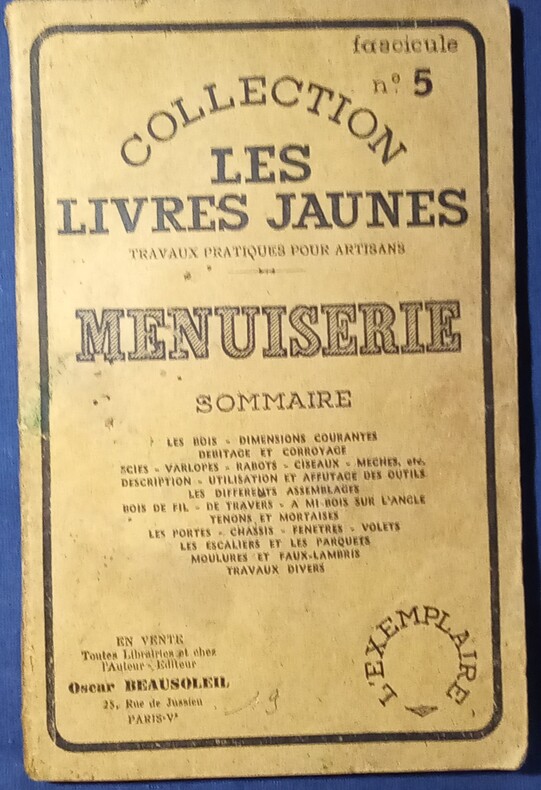 fascicule
n° 5
COLLECTION
LES
LIVRES JAUNES
TRAVAUX PRATIQUES POUR ARTISANS
MENUISERIE
SOMMAIRE
LES BOIS - DIMENSIONS COURANTES
DEBITAGE ET CORROYAGE
SCIES - VARLOPES - RABOTS - CISEAUX - MECHES, etc.
DESCRIPTION - UTILISATION ET AFFUTAGE DES OUTILS
LES DIFFERENTS ASSEMBLAGES
BOIS DE FIL - DE TRAVERS - A MI-BOIS SUR L'ANGLE
TENONS ET MORTAISES
LES PORTES - CHASSIS - FENETRES - VOLETS
LES ESCALIERS ET LES PARQUETS
MOULURES ET FAUX-LAMBRIS
TRAVAUX DIVERS
EN VENTE
Toutes Librairies et chez
l'Auteur-Editeur
Oscar BEAUSOLEIL
25, Rue de Jussieu
PARIS-Vᵉ
19
L'EXEMPLAIRE